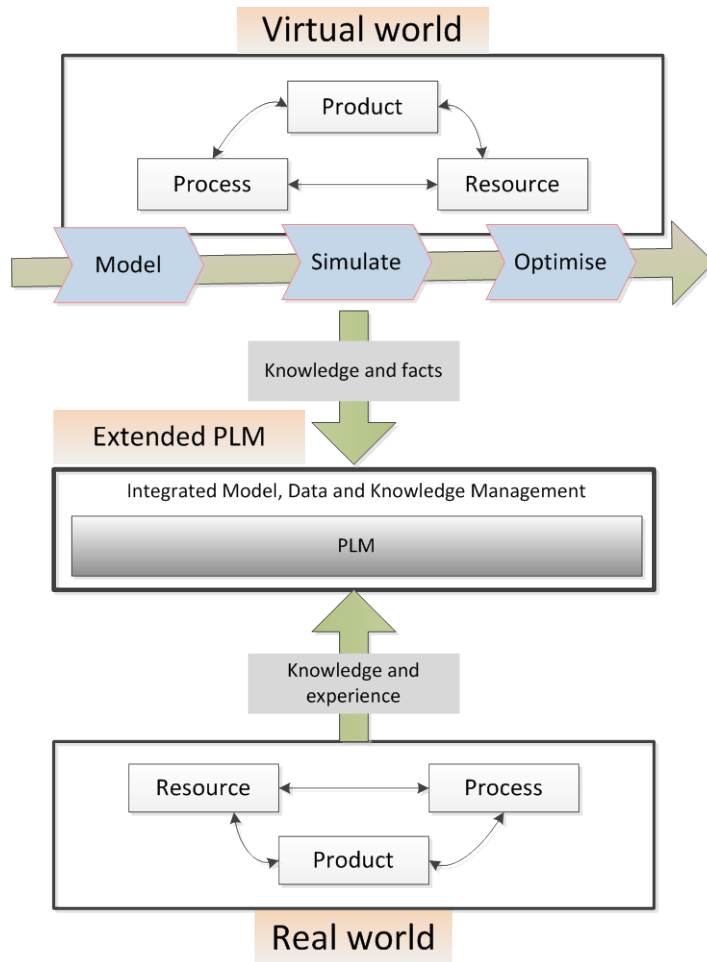 Virtual world
Product
Process
Resource
Model
Simulate
Optimise
Knowledge and facts
Extended PLM
Integrated Model, Data and Knowledge Management
PLM
Knowledge and
experience
Resource
Process
Product
Real world